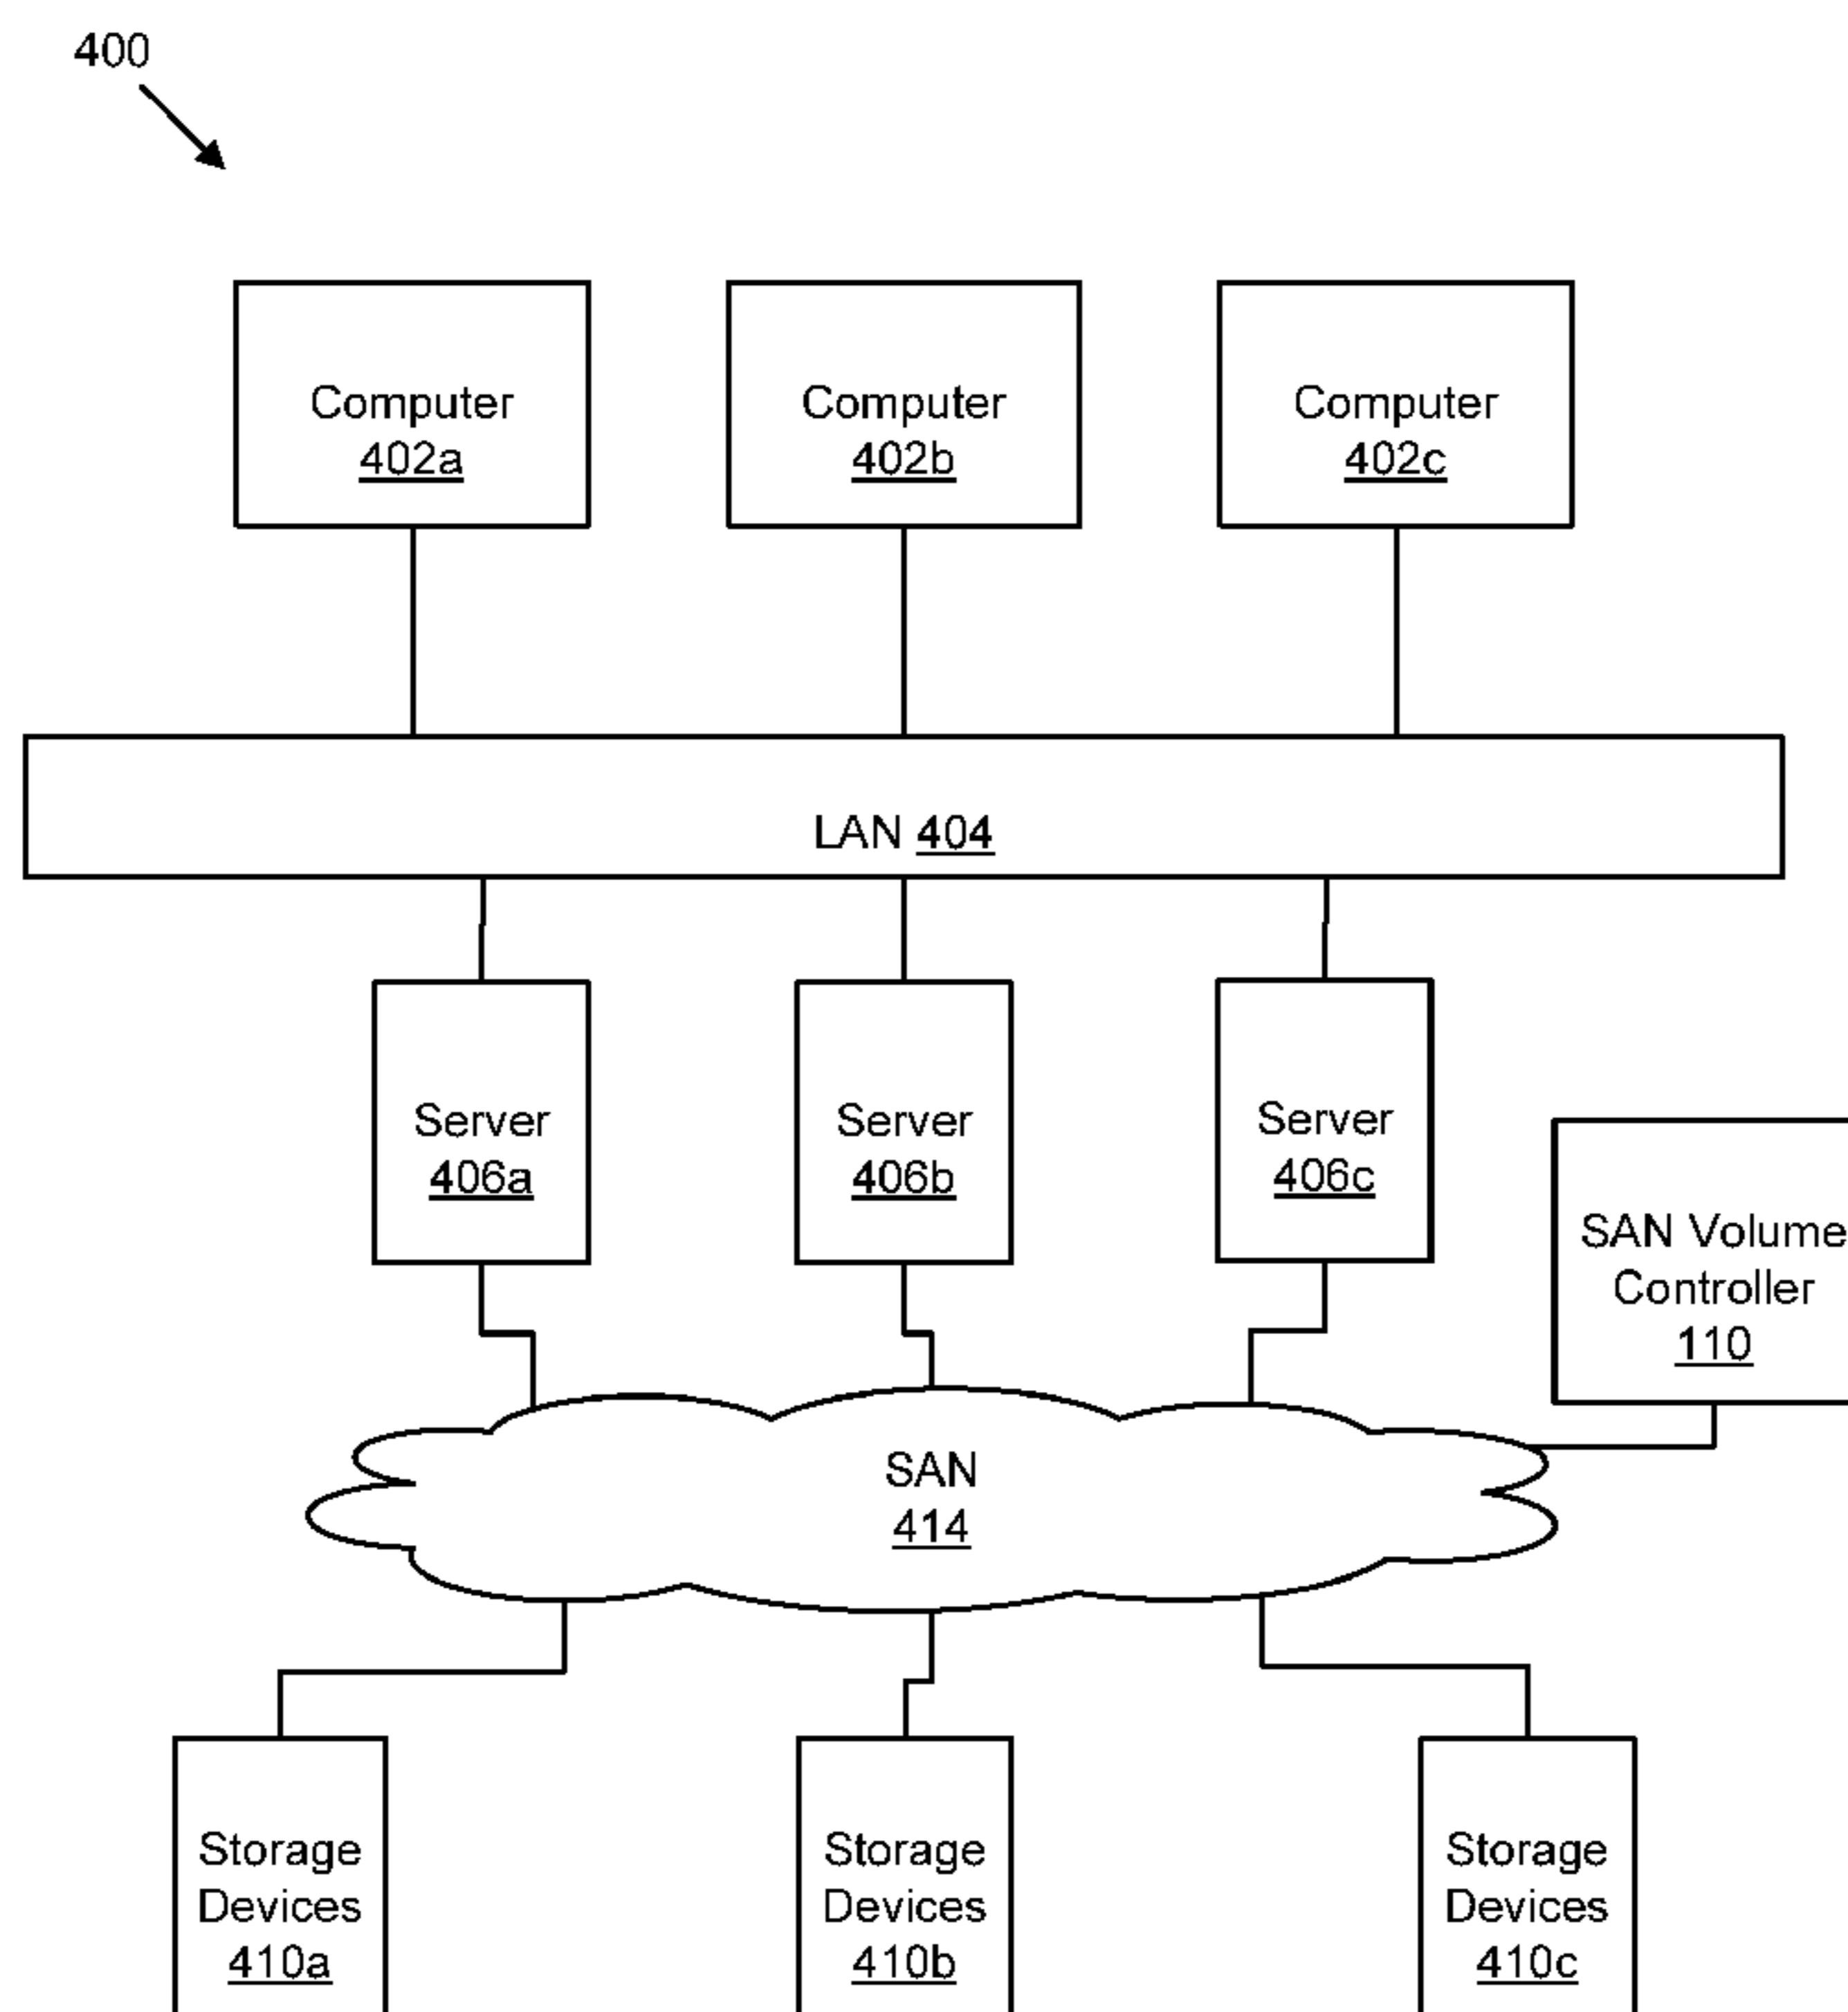 400
Computer
402a
Computer
402b
Computer
402c
LAN 404
Server
406a
Server
406b
Server
406c
SAN Volume
Controller
110
SAN
414
Storage
Devices
410a
Storage
Devices
410b
Storage
Devices
410c